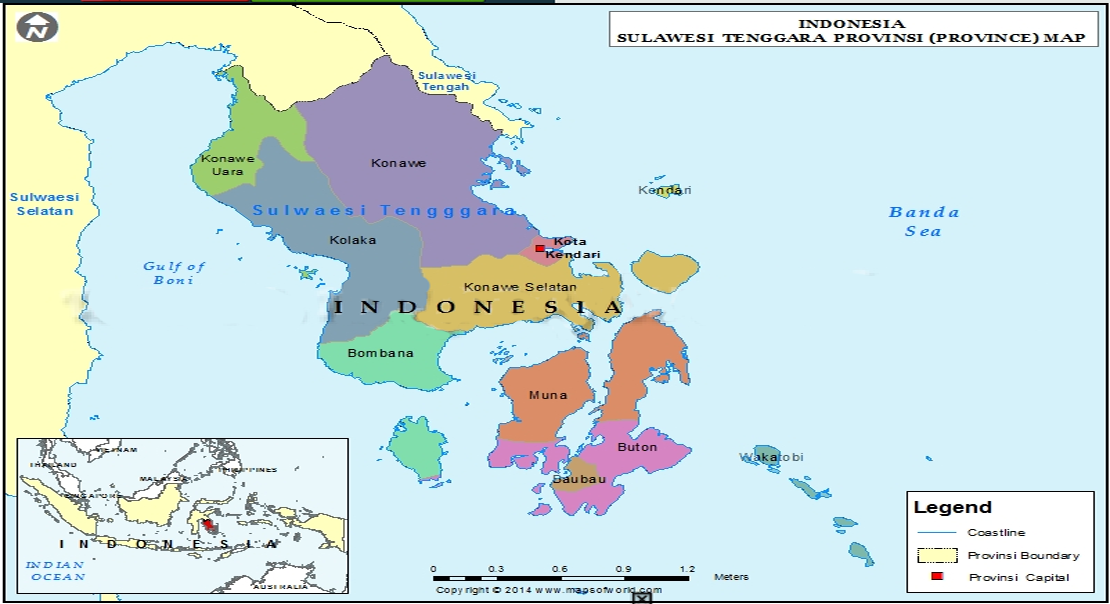 N
INDONESIA
SULAWESI TENGGARA PROVINSI (PROVINCE) MAP
Sulawesi
Tengah
Konawe
Uara
Konawe
Kendari
Sulwaesi
Selatan
Sulwaesi Tengggara
Banda
Sea
Kolaka
Kota
Kendari
Gulf of
Boni
Konawe Selatan
INDONESIA
Bombana
Muna
Buton
Wakatobi
Baubau
VIETNAM
THAILAND
PHILIPPINES
MALAYSIA
SINGAPORE
INDONESIA
INDIAN
OCEAN
AUSTRALIA
Legend
Coastline
Provinsi Boundary
Provinsi Capital
0 0.3 0.6 0.9 1.2
Meters
Copyright © 2014 www.mapsofworld.com